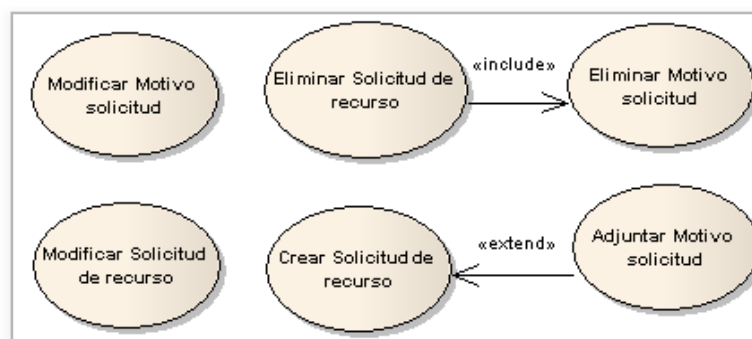 Modificar Motivo
solicitud
Eliminar Solicitud de
recurso
«include»
Eliminar Motivo
solicitud
Modificar Solicitud
de recurso
Crear Solicitud de
recurso
«extend»
Adjuntar Motivo
solicitud